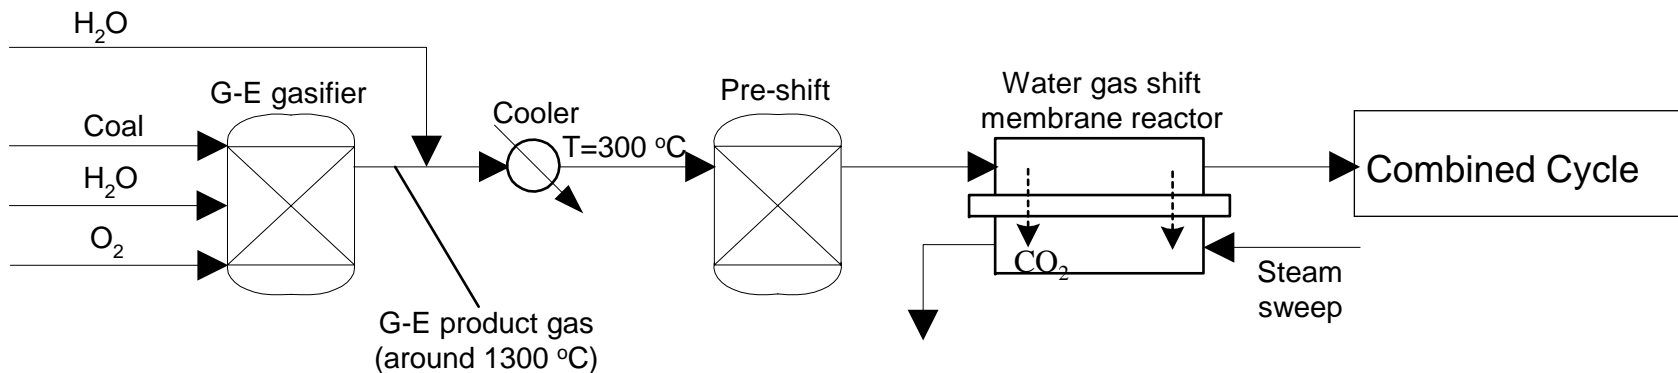 H₂O
G-E gasifier
Coal
H₂O
O₂
Cooler
T=300 ºC
G-E product gas
(around 1300 ºC)
Pre-shift
Water gas shift
membrane reactor
CO₂
Steam
sweep
Combined Cycle